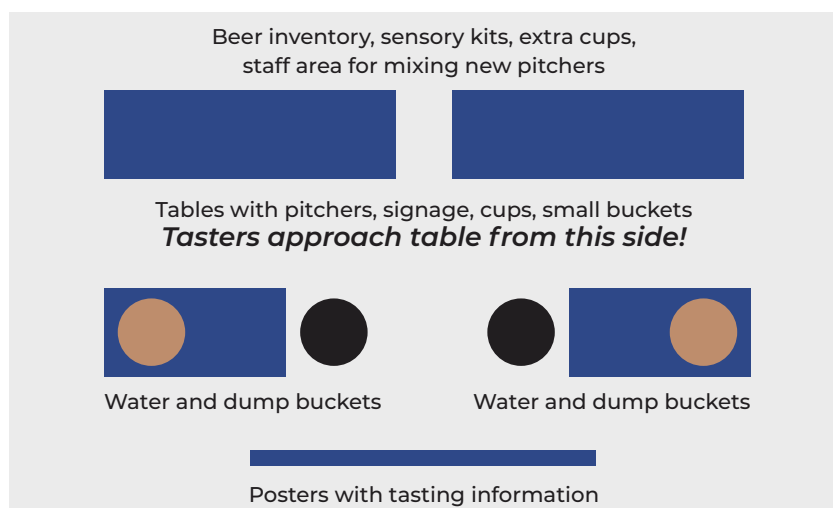 Beer inventory, sensory kits, extra cups,
staff area for mixing new pitchers
Tables with pitchers, signage, cups, small buckets
Tasters approach table from this side!
Water and dump buckets
Water and dump buckets
Posters with tasting information